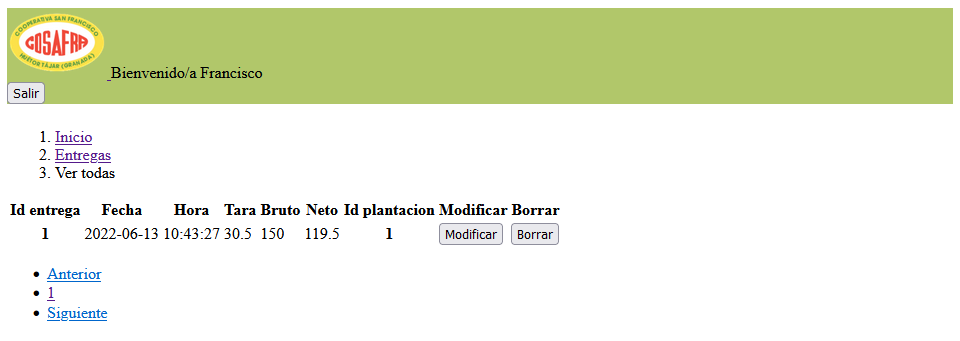 COOPERATIVA SAN FRANCISCO
COSAFRA
HUETOR TAJAR (GRANADA)
Bienvenido/a Francisco
Salir
1. Inicio
2. Entregas
3. Ver todas
Id entrega Fecha Hora Tara Bruto Neto Id plantacion Modificar Borrar
1 2022-06-13 10:43:27 30.5 150 119.5 1 Modificar Borrar
• Anterior
• 1
• Siguiente